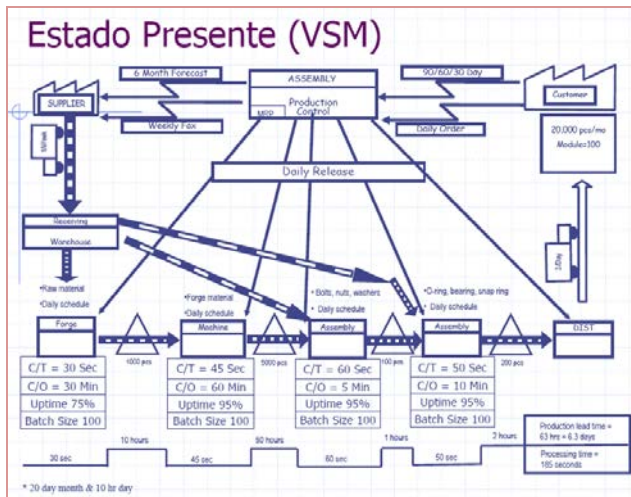 Estado Presente (VSM)
6 Month Forecast
ASSEMBLY
90/60/30 Day
SUPPLIER
Production
Control
MRP
Customer
Weekly Fax
Daily Order
20,000 pcs/mo
Module=100
Daily Release
Receiving
Warehouse
•Raw material
•Daily schedule
•Forge material
•Daily schedule
•Bolts, nuts, washers
•Daily schedule
•O-ring, bearing, snap ring
•Daily schedule
Forge
Machine
Assembly
Assembly
DIST
1000 pcs
5000 pcs
100 pcs
200 pcs
C/T = 30 Sec
C/O = 30 Min
Uptime 75%
Batch Size 100
C/T = 45 Sec
C/O = 60 Min
Uptime 95%
Batch Size 100
C/T = 60 Sec
C/O = 5 Min
Uptime 95%
Batch Size 100
C/T = 50 Sec
C/O = 10 Min
Uptime 95%
Batch Size 100
30 sec
10 hours
45 sec
50 hours
60 sec
1 hours
50 sec
2 hours
Production lead time =
63 hrs = 6.3 days
Processing time =
185 seconds
* 20 day month & 10 hr day